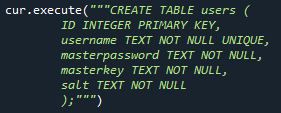 cur.execute("""CREATE TABLE users (
ID INTEGER PRIMARY KEY,
username TEXT NOT NULL UNIQUE,
masterpassword TEXT NOT NULL,
masterkey TEXT NOT NULL,
salt TEXT NOT NULL
);""")